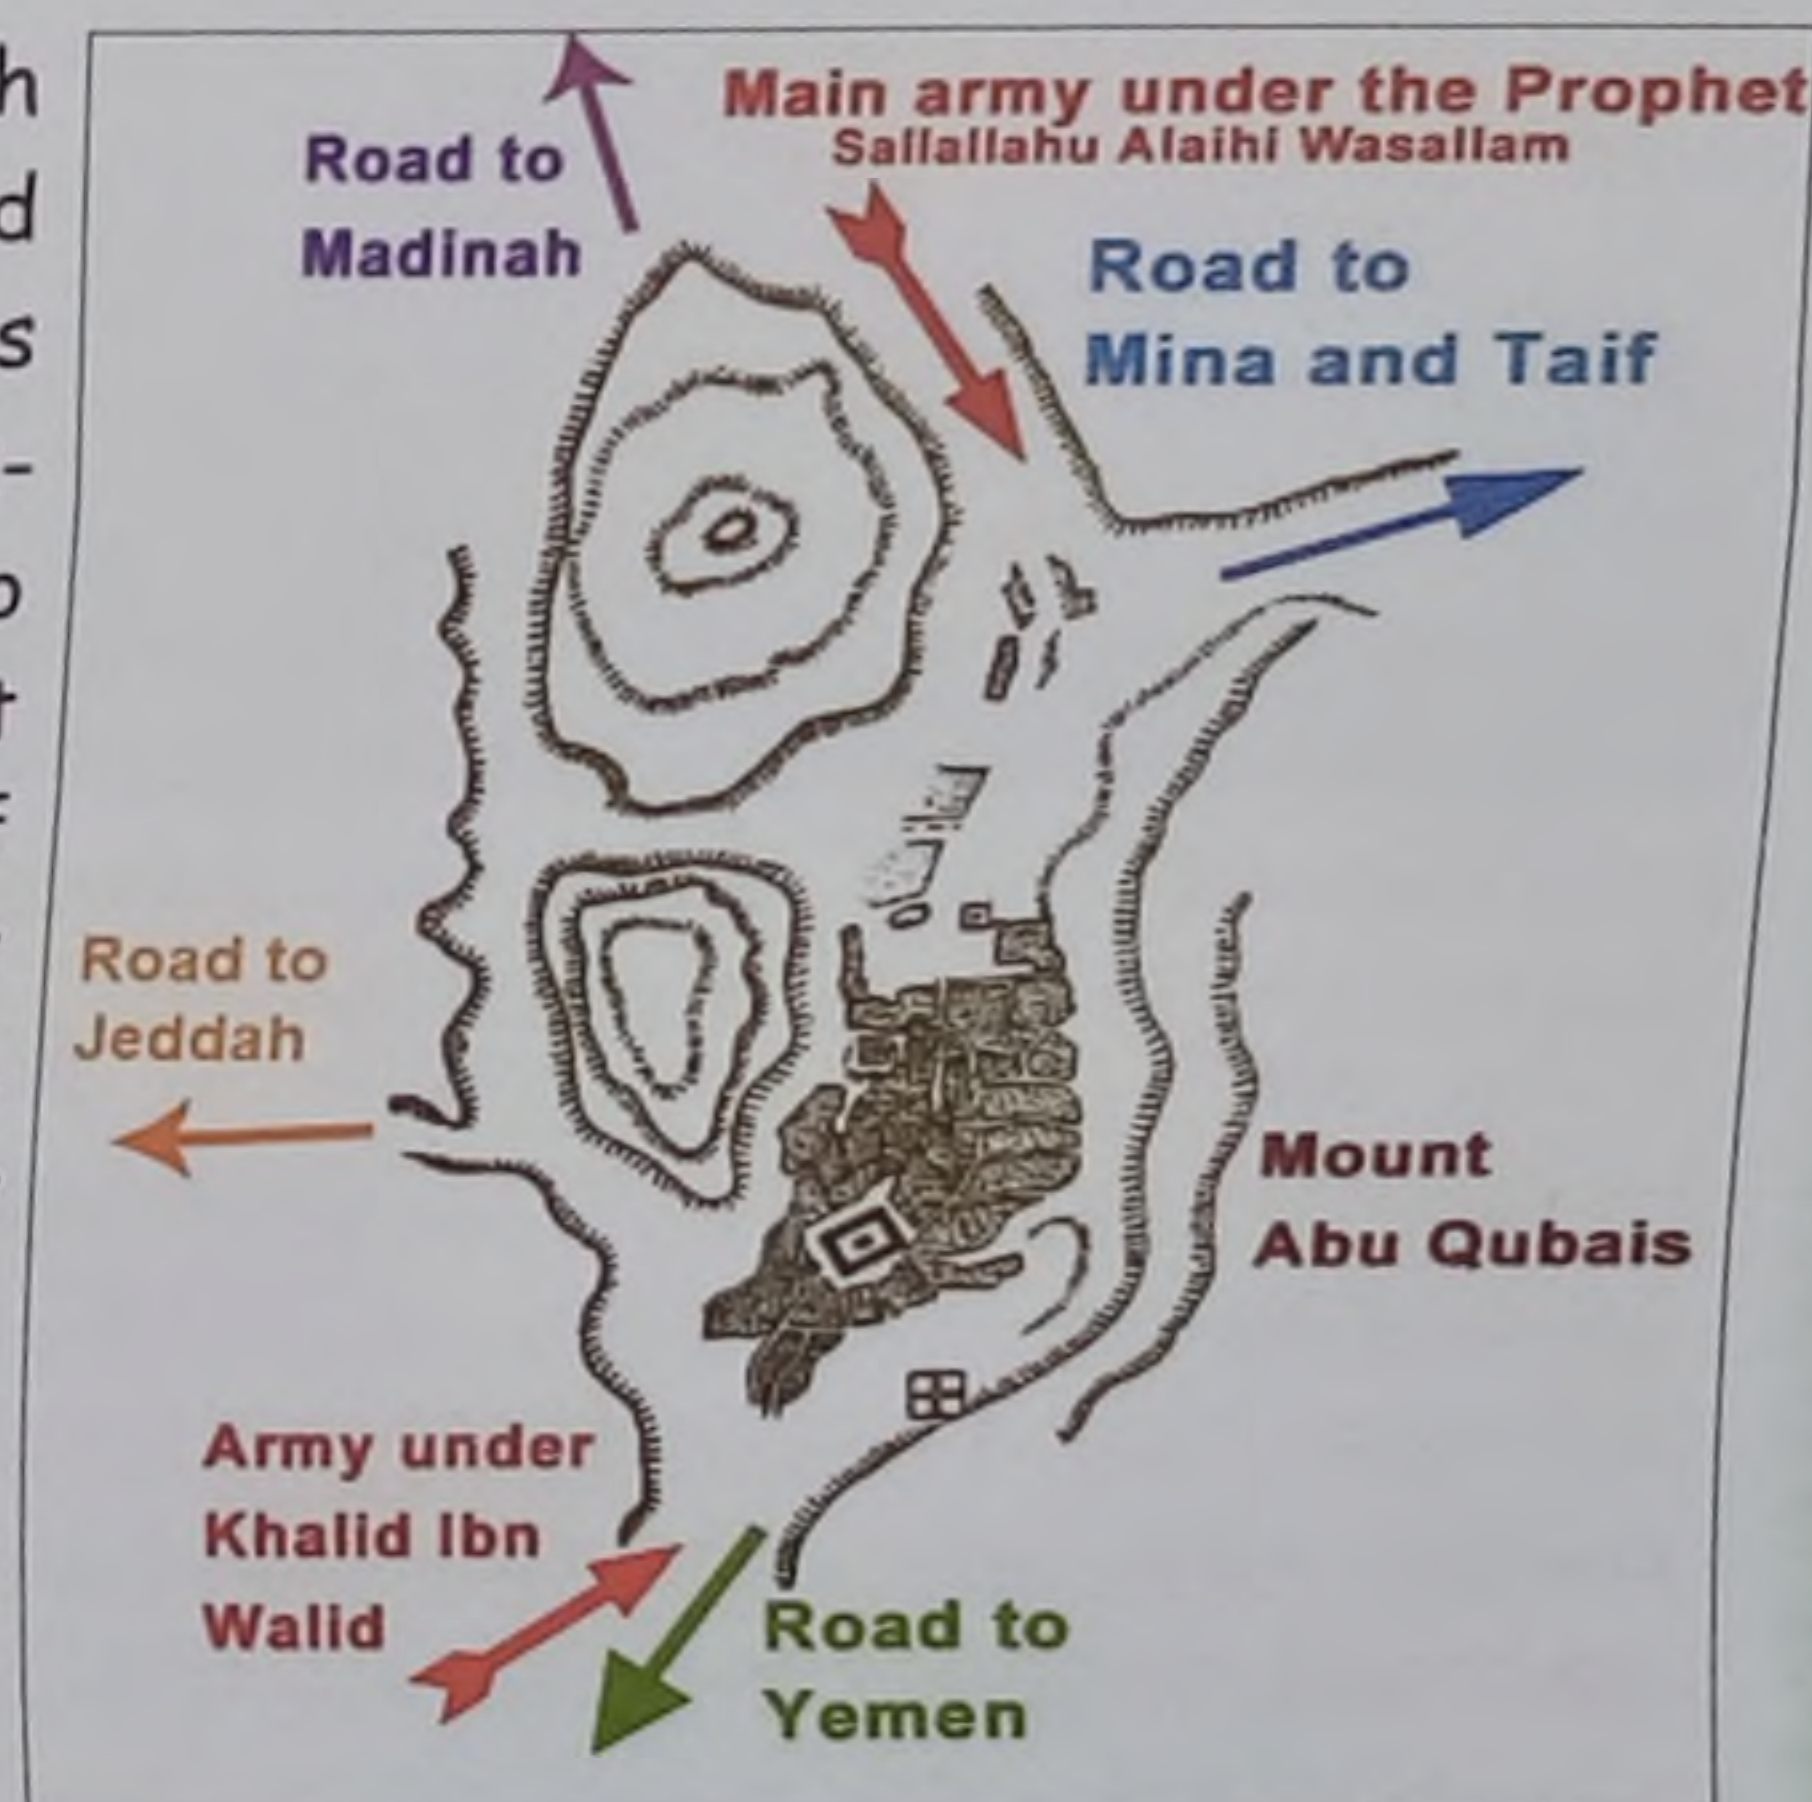 h
d
s
-
Main army under the Prophet
Sallallahu Alaihi Wasallam
Road to
Madinah
Road to
Mina and Taif
Road to
Jeddah
Mount
Abu Qubais
Army under
Khalid Ibn
Walid
Road to
Yemen